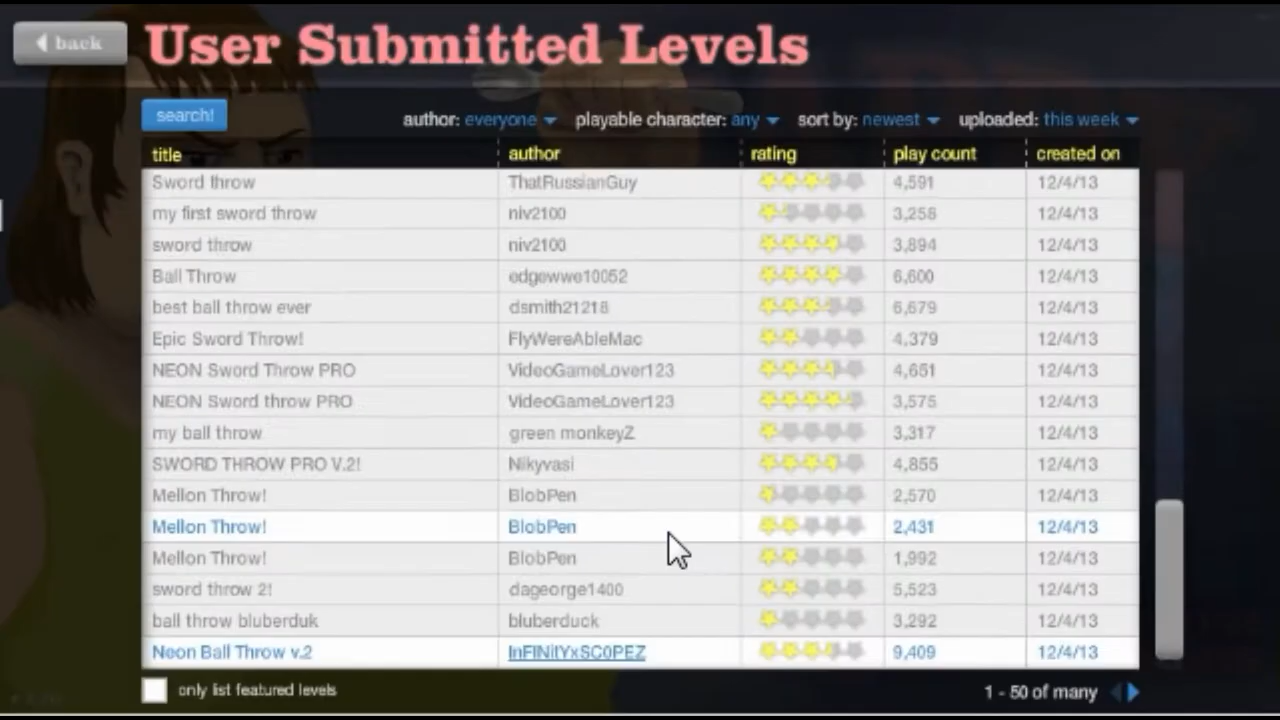 back User Submitted Levels
search! author: everyone playable character: any sort by: newest uploaded: this week
title author rating play count created on
Sword throw ThatRussianGuy 4,591 12/4/13
my first sword throw niv2100 3,258 12/4/13
sword throw niv2100 3,894 12/4/13
Ball Throw edgewwe10052 6,600 12/4/13
best ball throw ever dsmith21218 6,679 12/4/13
Epic Sword Throw! FlyWereAbleMac 4,379 12/4/13
NEON Sword Throw PRO VideoGameLover123 4,651 12/4/13
NEON Sword throw PRO VideoGameLover123 3,575 12/4/13
my ball throw green monkeyZ 3,317 12/4/13
SWORD THROW PRO V.2! Nikyvasi 4,855 12/4/13
Mellon Throw! BlobPen 2,570 12/4/13
Mellon Throw! BlobPen 2,431 12/4/13
Mellon Throw! BlobPen 1,992 12/4/13
sword throw 2! dageorge1400 5,523 12/4/13
ball throw bluberduk bluberduck 3,292 12/4/13
Neon Ball Throw v.2 InFINitYxSC0PEZ 9,409 12/4/13
only list featured levels 1 - 50 of many